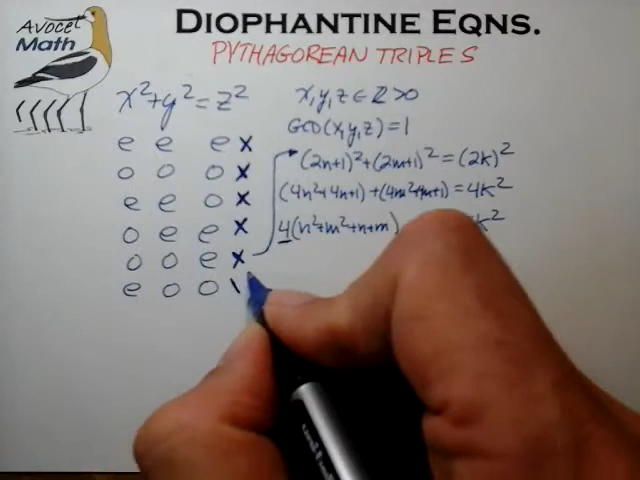 Avocet
Math
DIOPHANTINE EQNS.
PYTHAGOREAN TRIPLES
x²+y²=z²
x,y,z∈ℤ>0
GCD(x,y,z)=1
e e e x
o o o x
e e o x
o e e x
o o e x
e o o \
(2n+1)²+(2m+1)²=(2k)²
(4n²+4n+1)+(4m²+4m+1)=4k²
4(n²+m²+n+m) k²